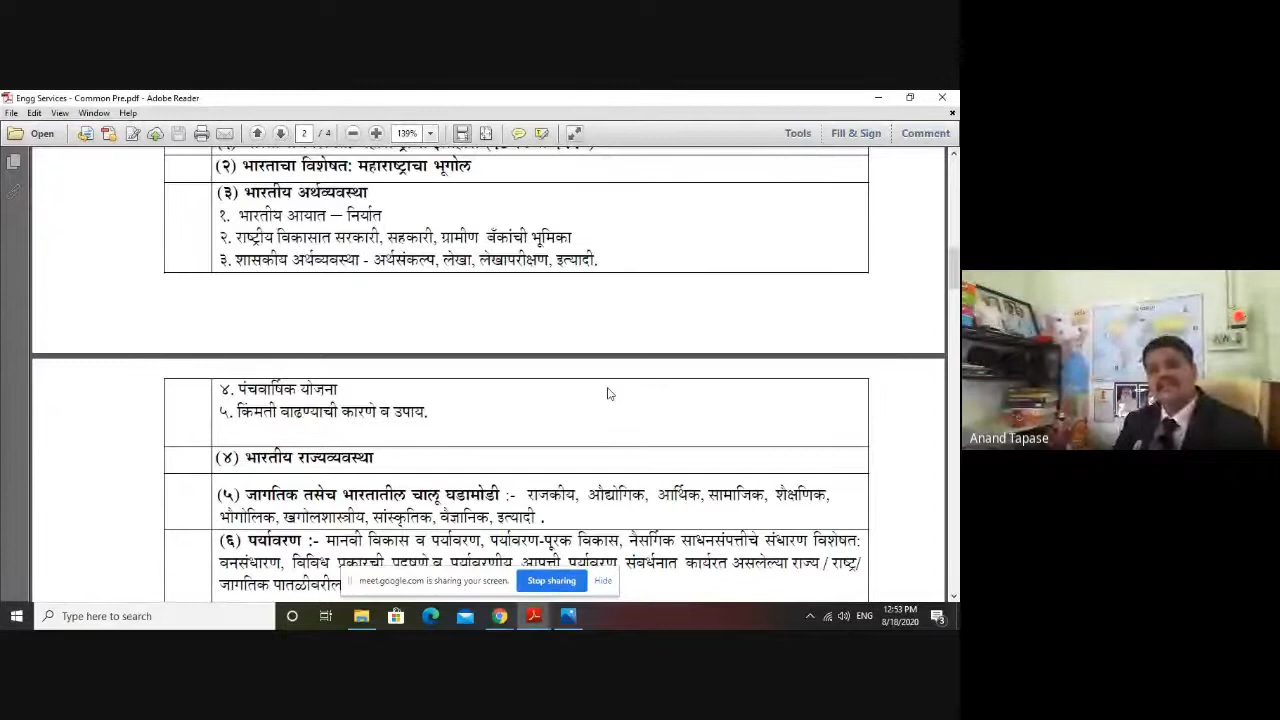 Engg Services - Common Pre.pdf - Adobe Reader
File Edit View Window Help
Open 2 / 4 139% Tools Fill & Sign Comment
(२) भारताचा विशेषत: महाराष्ट्राचा भूगोल
(३) भारतीय अर्थव्यवस्था
१. भारतीय आयात – निर्यात
२. राष्ट्रीय विकासात सरकारी, सहकारी, ग्रामीण बँकांची भूमिका
३. शासकीय अर्थव्यवस्था - अर्थसंकल्प, लेखा, लेखापरीक्षण, इत्यादी.
४. पंचवार्षिक योजना
५. किंमती वाढण्याची कारणे व उपाय.
(४) भारतीय राज्यव्यवस्था
(५) जागतिक तसेच भारतातील चालू घडामोडी :- राजकीय, औद्योगिक, आर्थिक, सामाजिक, शैक्षणिक,
भौगोलिक, खगोलशास्त्रीय, सांस्कृतिक, वैज्ञानिक, इत्यादी .
(६) पर्यावरण :- मानवी विकास व पर्यावरण, पर्यावरण-पूरक विकास, नैसर्गिक साधनसंपत्तीचे संधारण विशेषत:
वनसंधारण, विविध प्रकारची प्रदूषणे व पर्यावरणीय आपत्ती पर्यावरण संवर्धनात कार्यरत असलेल्या राज्य / राष्ट्र/
जागतिक पातळीवरील
meet.google.com is sharing your screen. Stop sharing Hide
Anand Tapase
Type here to search ENG 12:53 PM
8/18/2020 3